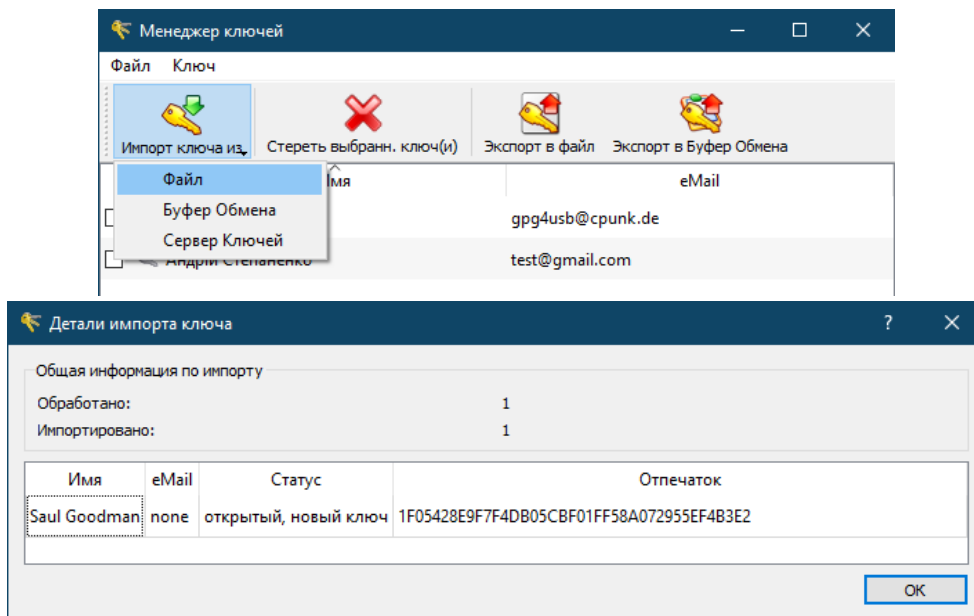 Менеджер ключей
Файл Ключ
Импорт ключа из Стереть выбранн. ключ(и) Экспорт в файл Экспорт в Буфер Обмена
Файл
Буфер Обмена
Сервер Ключей
Имя eMail
gpg4usb@cpunk.de
Андрій Степаненко test@gmail.com
Детали импорта ключа
?
Общая информация по импорту
Обработано: 1
Импортировано: 1
Имя eMail Статус Отпечаток
Saul Goodman none открытый, новый ключ 1F05428E9F7F4DB05CBF01FF58A072955EF4B3E2
OK